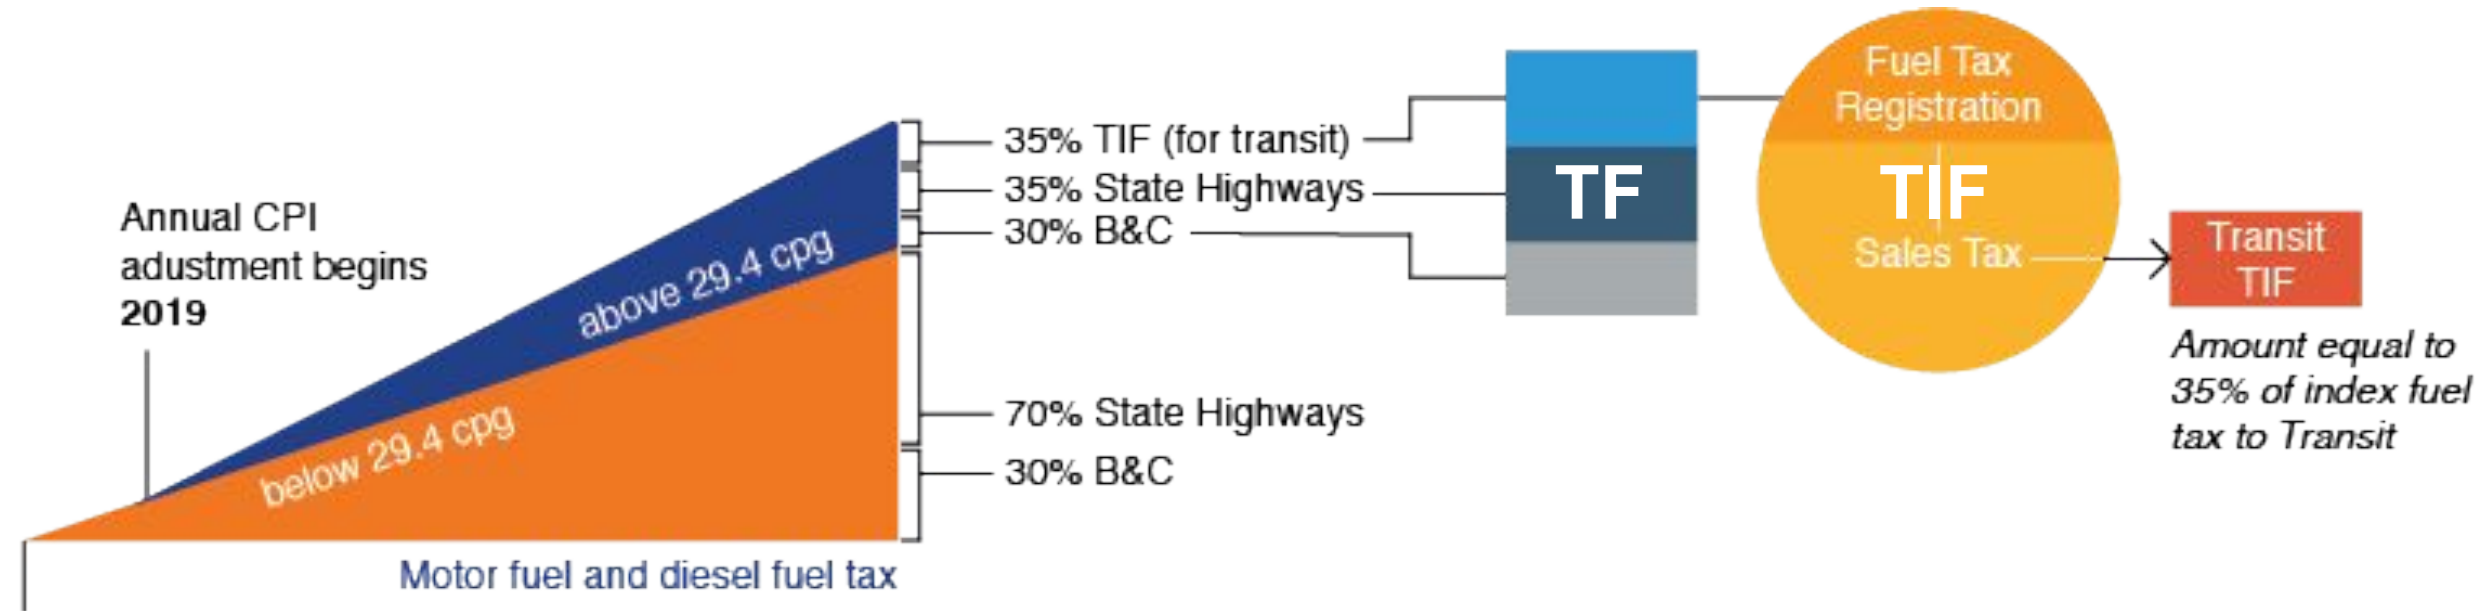 Annual CPI
adustment begins
2019
above 29.4 cpg
below 29.4 cpg
Motor fuel and diesel fuel tax
35% TIF (for transit)
35% State Highways
30% B&C
70% State Highways
30% B&C
TF
Fuel Tax
Registration
TIF
Sales Tax
Transit
TIF
Amount equal to
35% of index fuel
tax to Transit